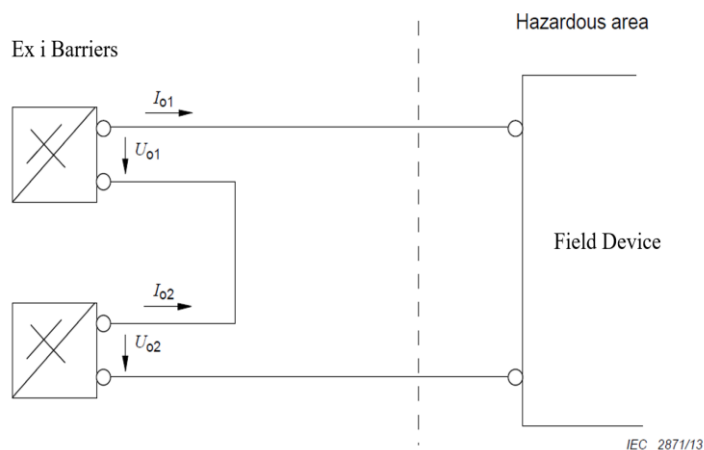 Hazardous area
Ex i Barriers
Io1
Uo1
Io2
Uo2
Field Device
IEC 2871/13